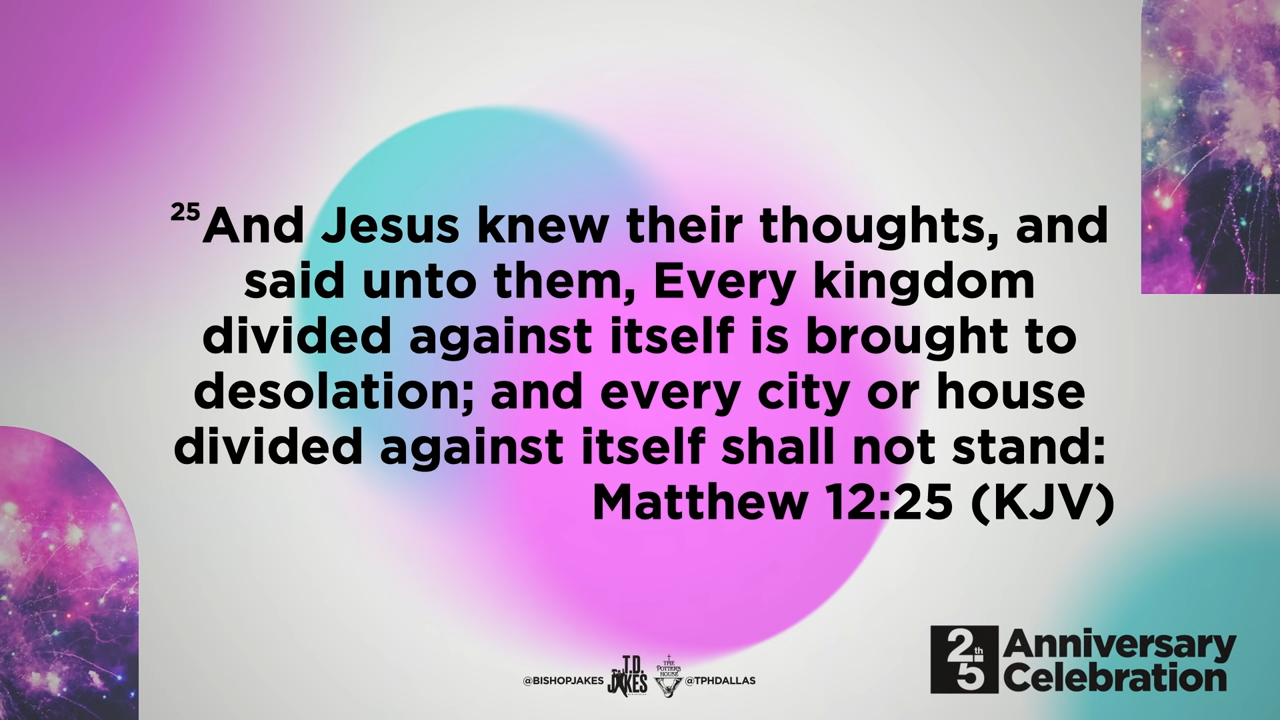 25And Jesus knew their thoughts, and
said unto them, Every kingdom
divided against itself is brought to
desolation; and every city or house
divided against itself shall not stand:
Matthew 12:25 (KJV)
@BISHOPJAKES T.D. JAKES THE POTTER'S HOUSE @TPHDALLAS
25th Anniversary
Celebration